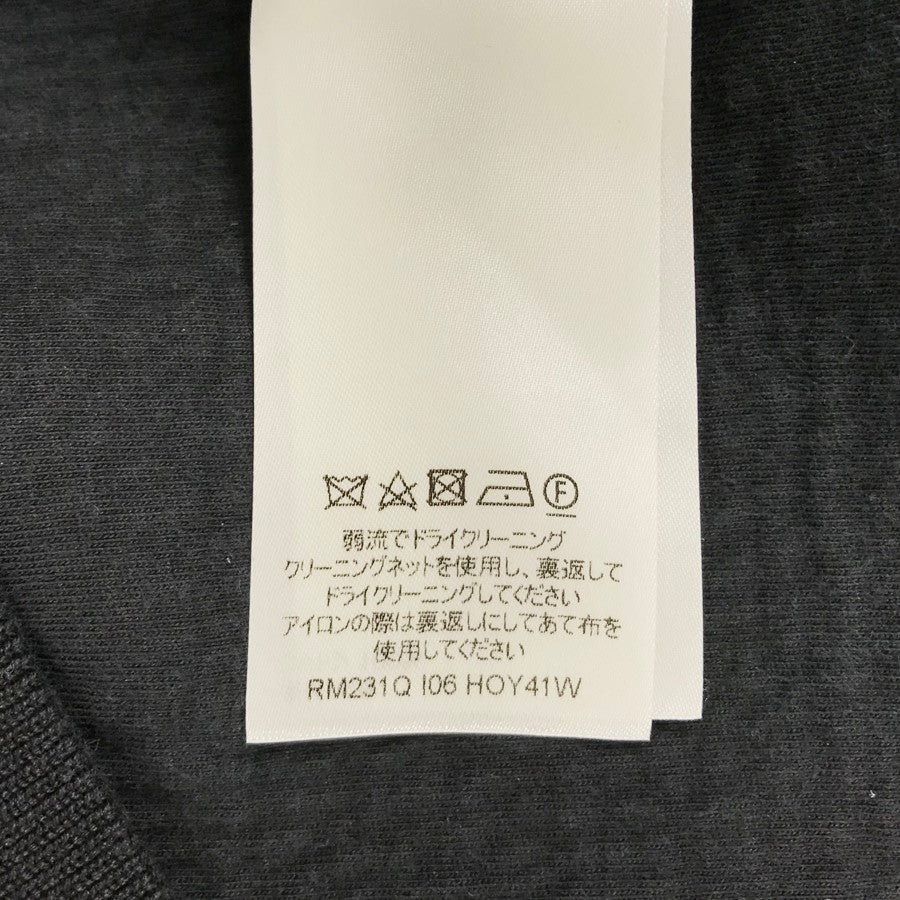 F
弱流でドライクリーニング
クリーニングネットを使用し、裏返して
ドライクリーニングしてください
アイロンの際は裏返しにしてあて布を
使用してください
RM231Q I06 HOY41W